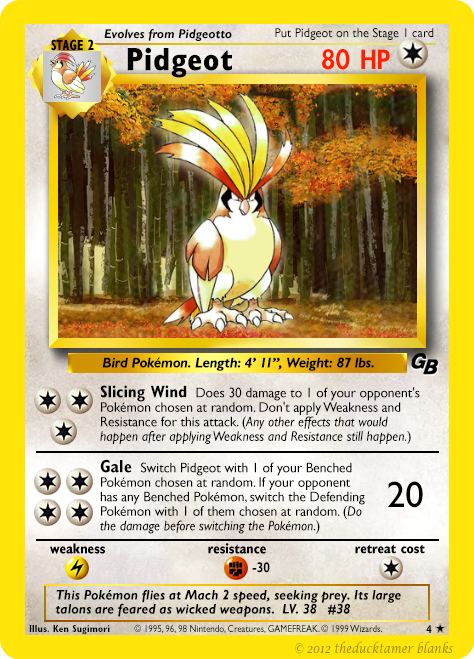 Evolves from Pidgeotto
Put Pidgeot on the Stage 1 card
STAGE 2
Pidgeot
80 HP
Bird Pokémon. Length: 4' 11”, Weight: 87 lbs.
GB
Slicing Wind Does 30 damage to 1 of your opponent's
Pokémon chosen at random. Don't apply Weakness and
Resistance for this attack. (Any other effects that would
happen after applying Weakness and Resistance still happen.)
Gale Switch Pidgeot with 1 of your Benched
Pokémon chosen at random. If your opponent
has any Benched Pokémon, switch the Defending
Pokémon with 1 of them chosen at random. (Do
the damage before switching the Pokémon.)
20
weakness
resistance
retreat cost
-30
This Pokémon flies at Mach 2 speed, seeking prey. Its large
talons are feared as wicked weapons. LV. 38 #38
Illus. Ken Sugimori
© 1995, 96, 98 Nintendo, Creatures, GAMEFREAK. © 1999 Wizards.
4 ★
© 2012 theducktamer blanks